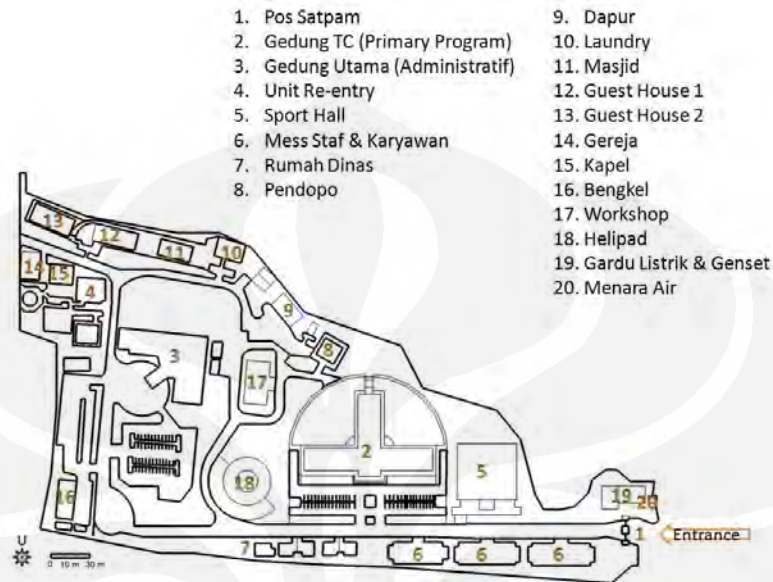 1. Pos Satpam
2. Gedung TC (Primary Program)
3. Gedung Utama (Administratif)
4. Unit Re-entry
5. Sport Hall
6. Mess Staf & Karyawan
7. Rumah Dinas
8. Pendopo
9. Dapur
10. Laundry
11. Masjid
12. Guest House 1
13. Guest House 2
14. Gereja
15. Kapel
16. Bengkel
17. Workshop
18. Helipad
19. Gardu Listrik & Genset
20. Menara Air
13
12
11
10
14
15
4
9
3
8
17
2
5
18
16
19
20
1
Entrance
7
6
6
6
U
0 10 m 30 m